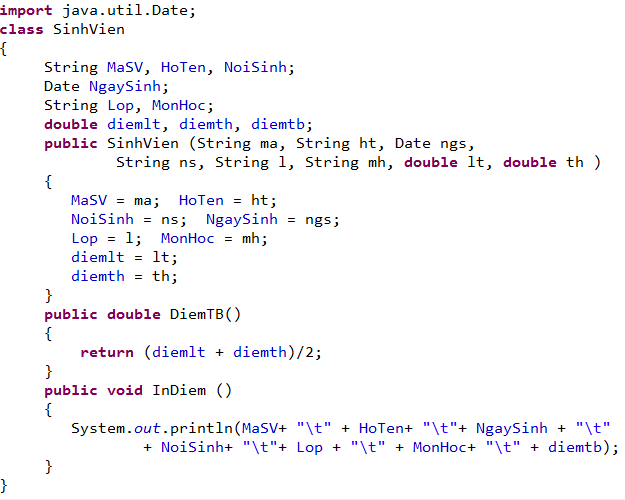 import java.util.Date;
class SinhVien
{
String MaSV, HoTen, NoiSinh;
Date NgaySinh;
String Lop, MonHoc;
double diemlt, diemth, diemtb;
public SinhVien (String ma, String ht, Date ngs,
String ns, String l, String mh, double lt, double th )
{
MaSV = ma;  HoTen = ht;
NoiSinh = ns;  NgaySinh = ngs;
Lop = l;  MonHoc = mh;
diemlt = lt;
diemth = th;
}
public double DiemTB()
{
return (diemlt + diemth)/2;
}
public void InDiem ()
{
System.out.println(MaSV+ "\t" + HoTen+ "\t"+ NgaySinh + "\t"
+ NoiSinh+ "\t"+ Lop + "\t" + MonHoc+ "\t" + diemtb);
}
}